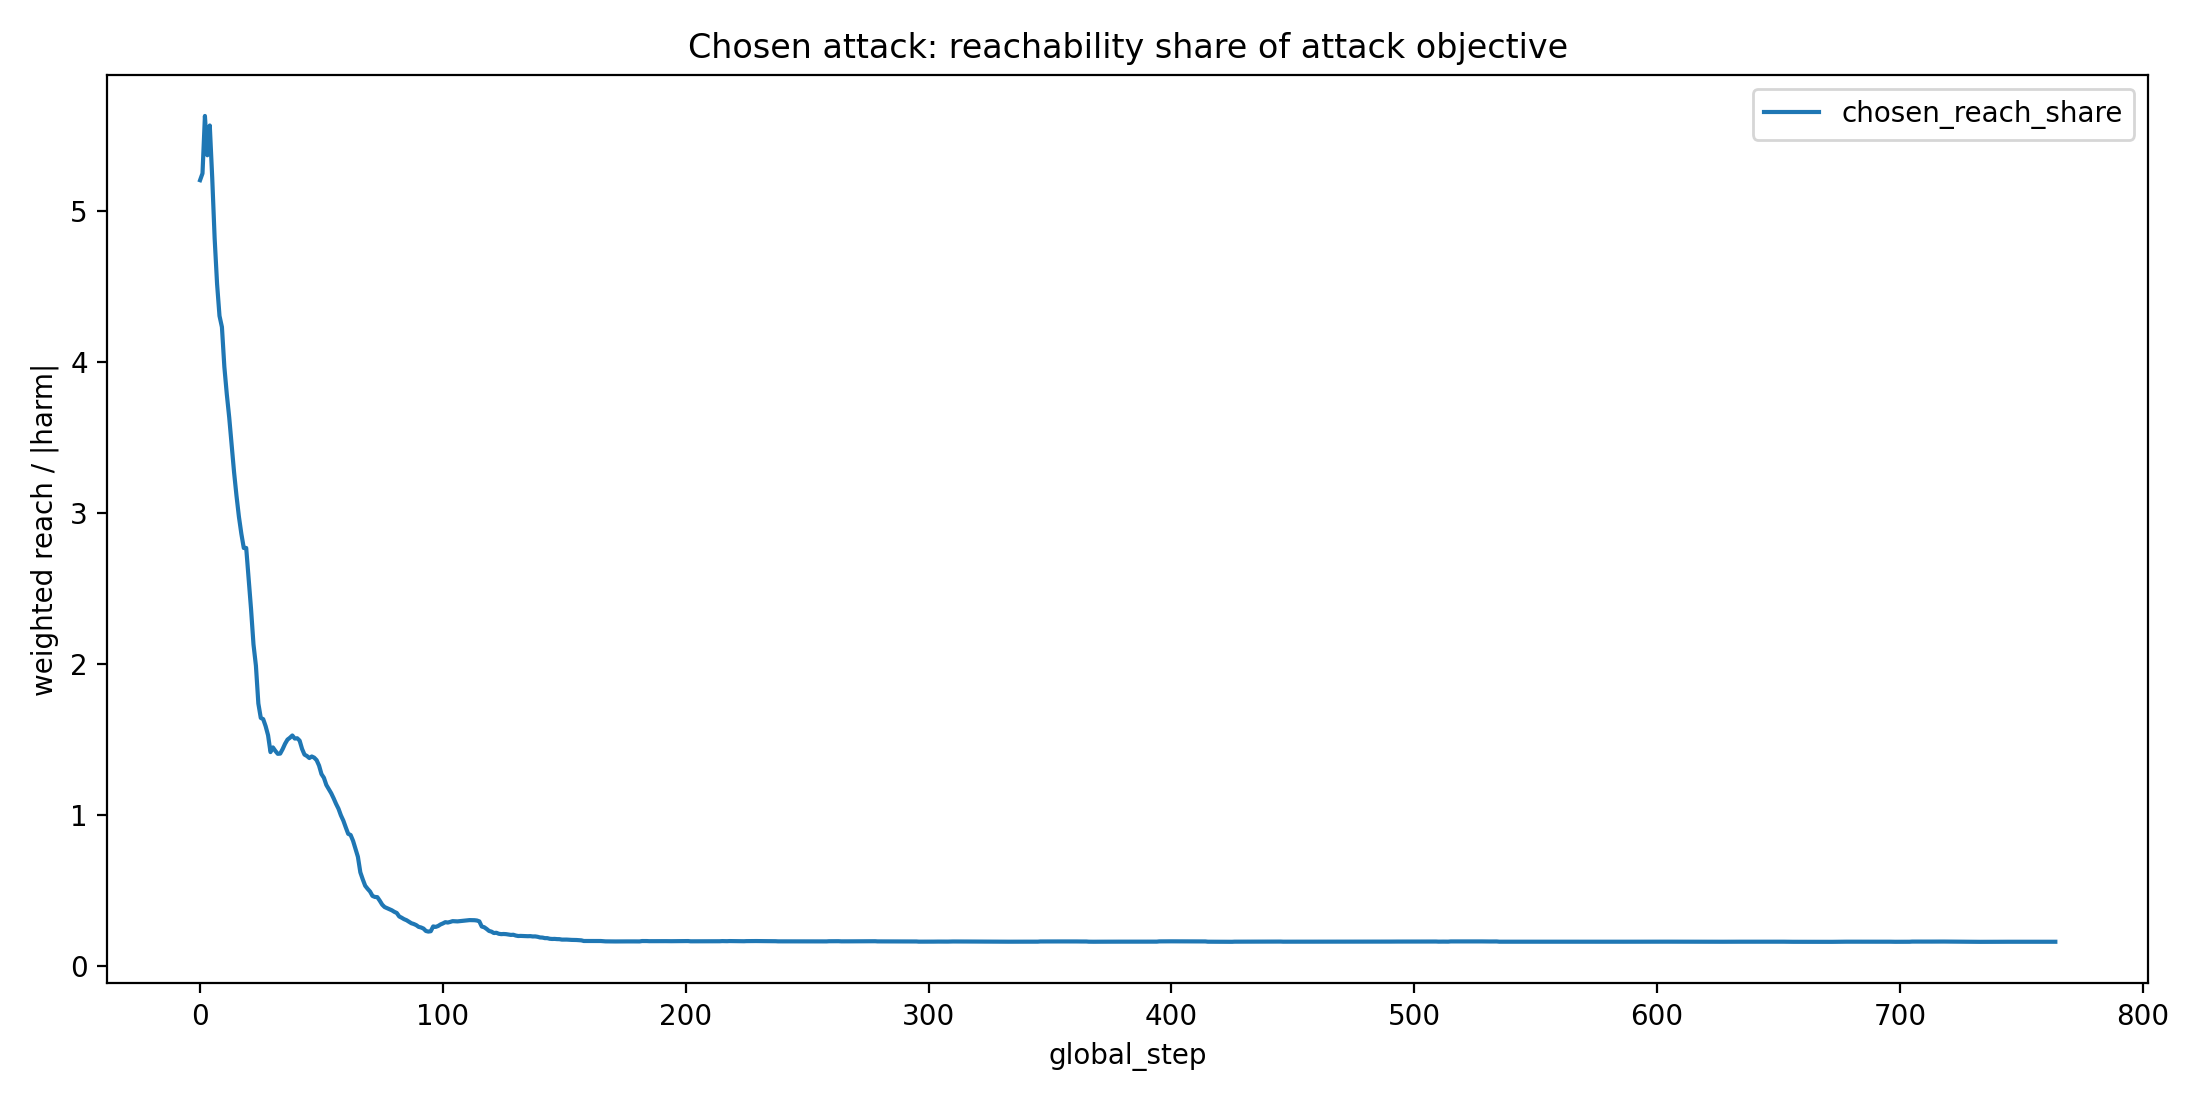 Chosen attack: reachability share of attack objective
chosen_reach_share
weighted reach / |harm|
5
4
3
2
1
0
0 100 200 300 400 500 600 700 800
global_step